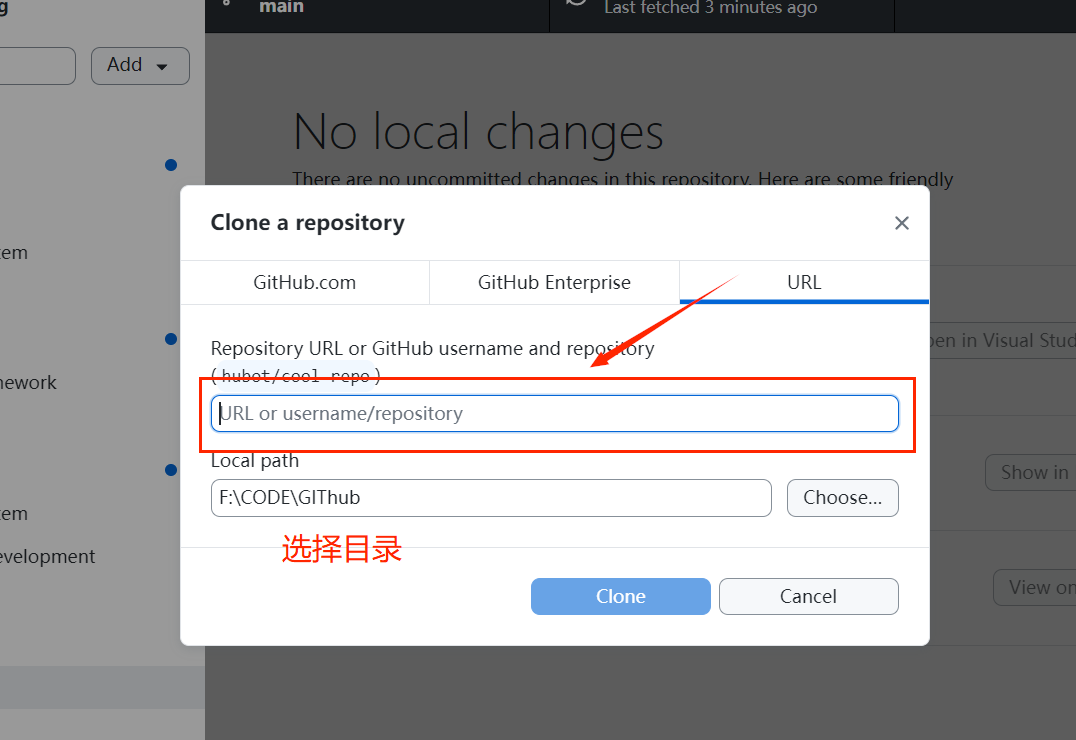 g
main
Last fetched 3 minutes ago
Add
No local changes
There are no uncommitted changes in this repository. Here are some friendly
Clone a repository
tem
GitHub.com
GitHub Enterprise
URL
Repository URL or GitHub username and repository
(hubot/cool-repo)
pen in Visual Stud
nework
URL or username/repository
Local path
Show in
F:\CODE\GIThub
Choose...
tem
选择目录
evelopment
Clone
Cancel
View on